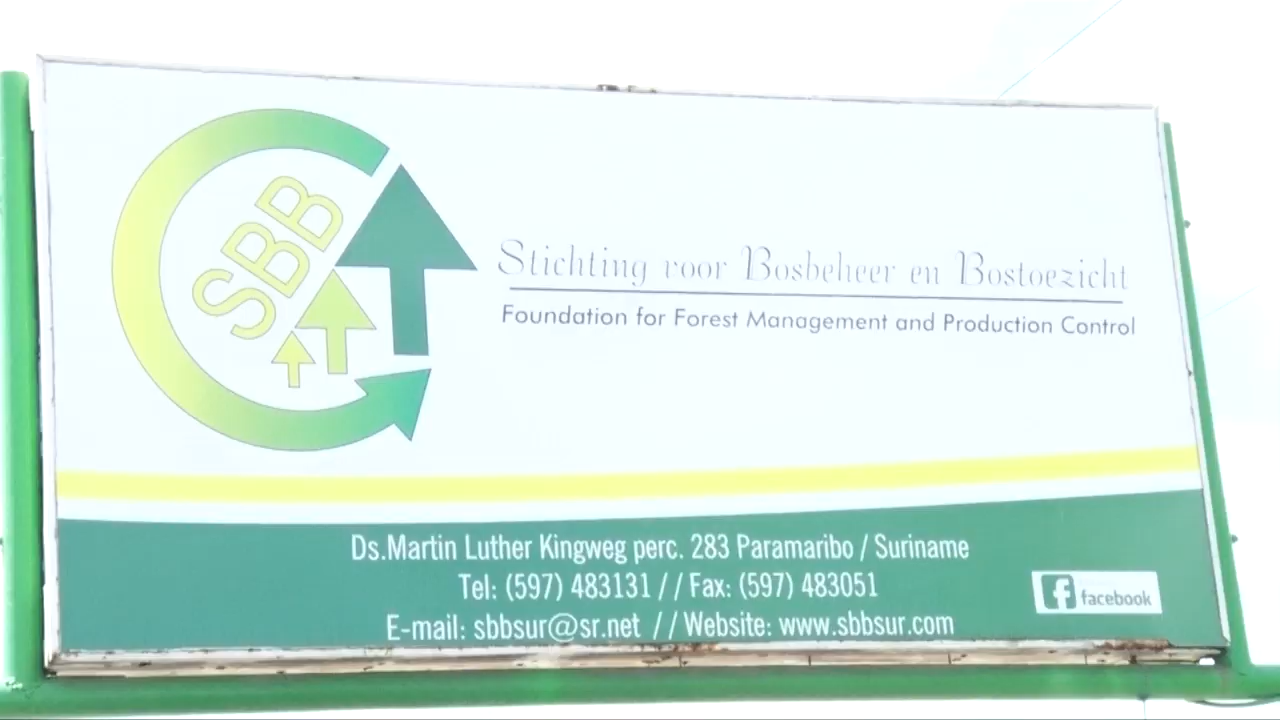 SBB
Stichting voor Bosbeheer en Bostoezicht
Foundation for Forest Management and Production Control
Ds.Martin Luther Kingweg perc. 283 Paramaribo / Suriname
Tel: (597) 483131 // Fax: (597) 483051
E-mail: sbbsur@sr.net // Website: www.sbbsur.com
f facebook